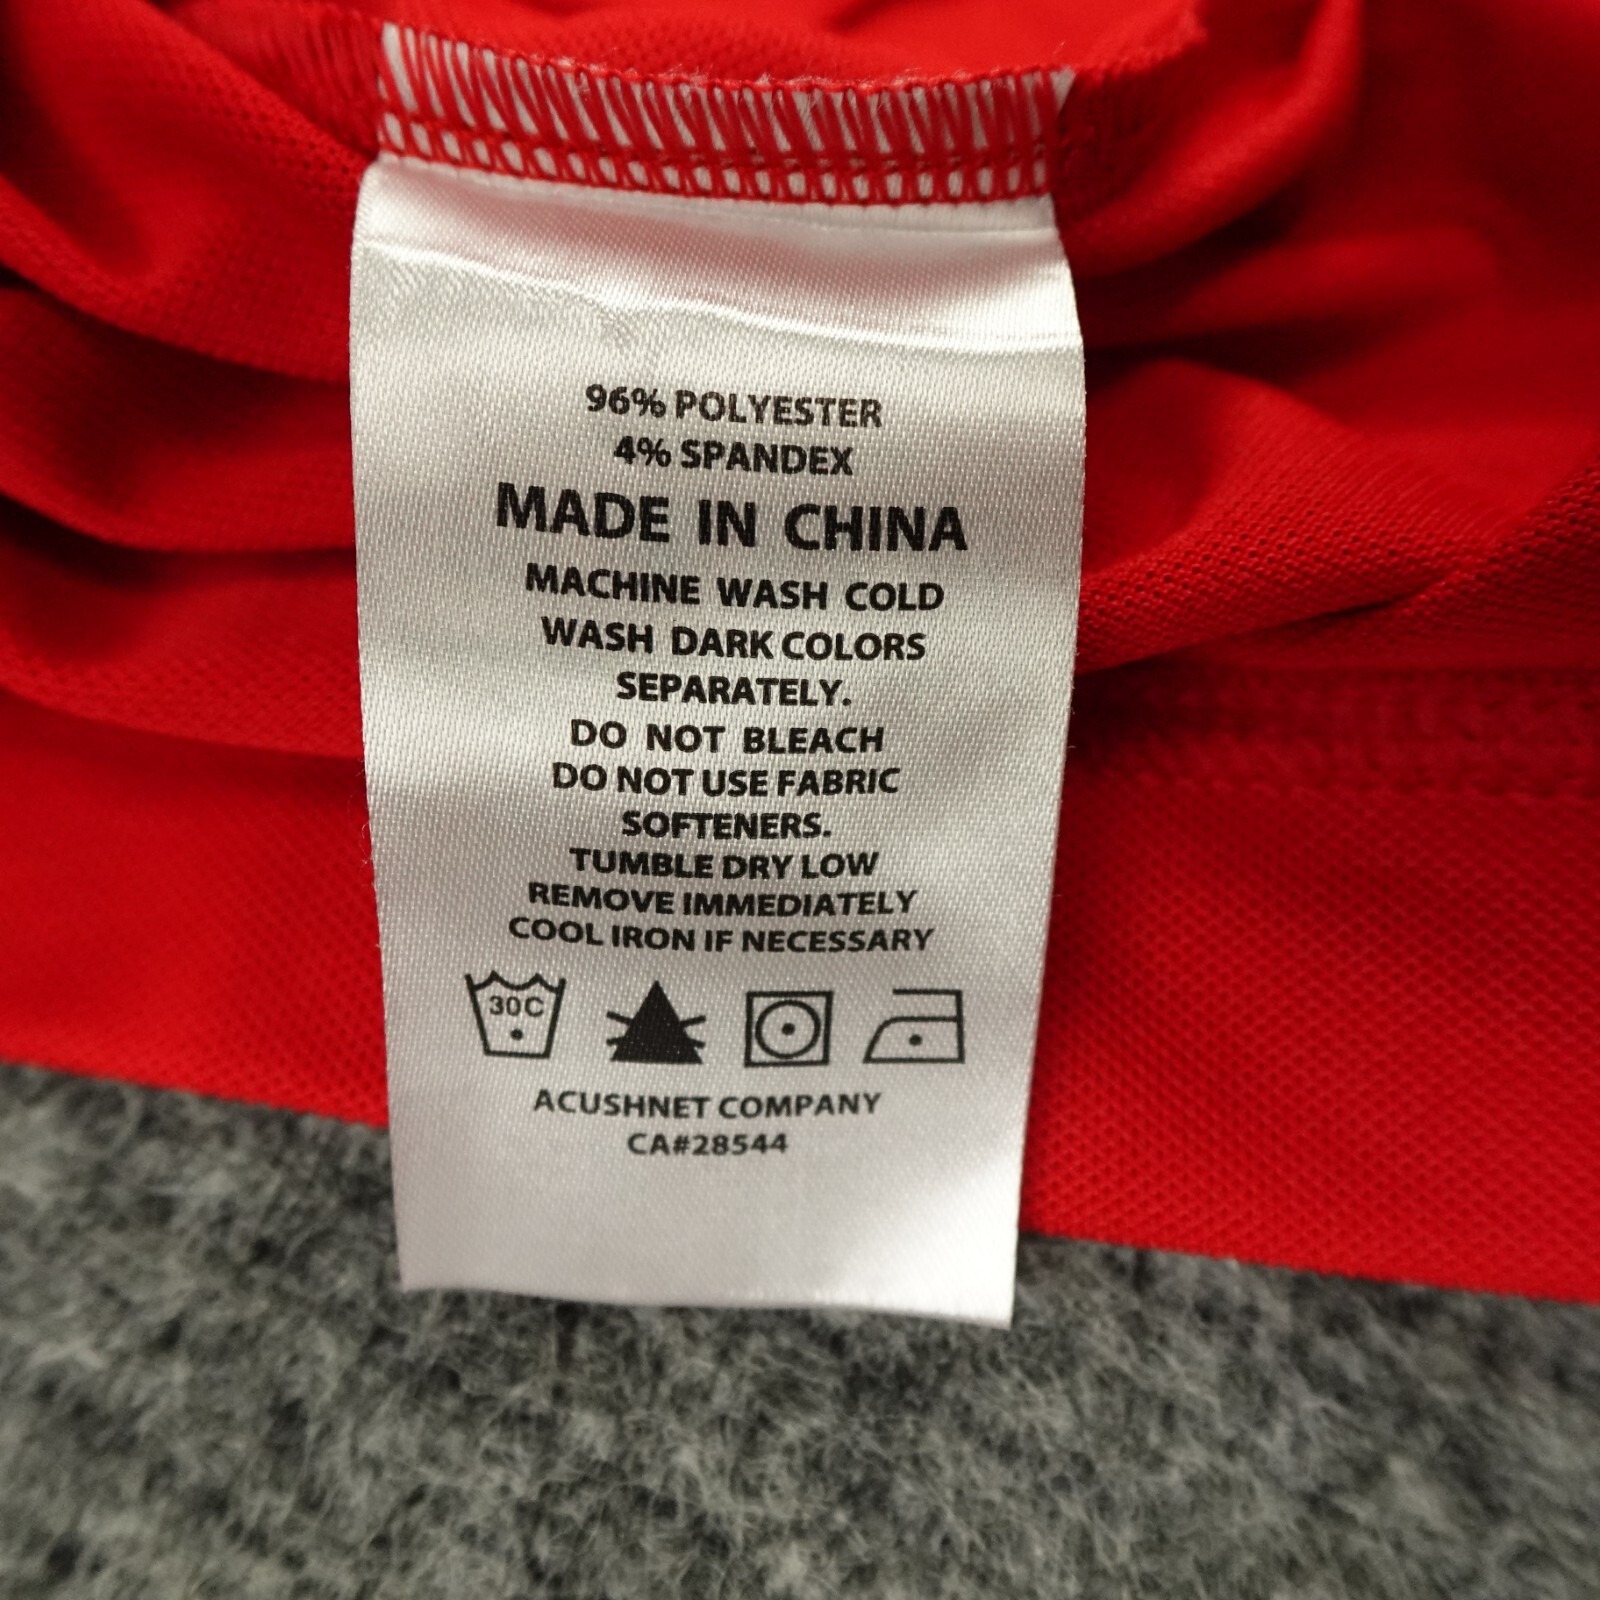 96% POLYESTER
4% SPANDEX
MADE IN CHINA
MACHINE WASH COLD
WASH DARK COLORS
SEPARATELY.
DO NOT BLEACH
DO NOT USE FABRIC
SOFTENERS.
TUMBLE DRY LOW
REMOVE IMMEDIATELY
COOL IRON IF NECESSARY
30C
ACUSHNET COMPANY
CA#28544